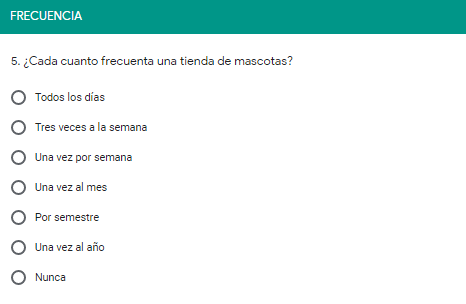 FRECUENCIA
5. ¿Cada cuanto frecuenta una tienda de mascotas?
Todos los días
Tres veces a la semana
Una vez por semana
Una vez al mes
Por semestre
Una vez al año
Nunca